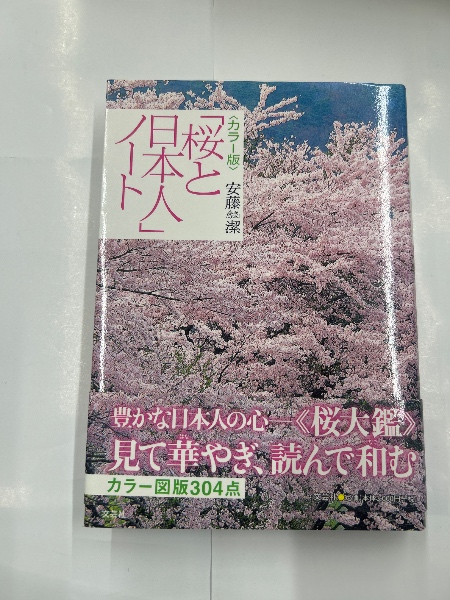 〈カラー版〉
「桜と
日本人」
ノート
安藤 潔
豊かな日本人の心―《桜大鑑》
見て華やぎ、読んで和む
カラー図版304点